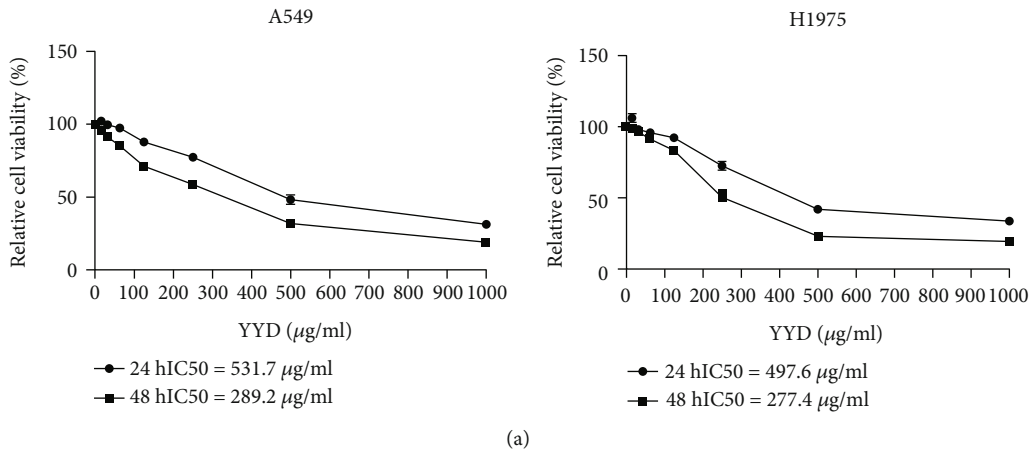 A549
Relative cell viability (%)
150
100
50
0
0 100 200 300 400 500 600 700 800 900 1000
YYD (µg/ml)
24 hIC50 = 531.7 µg/ml
48 hIC50 = 289.2 µg/ml
H1975
Relative cell viability (%)
150
100
50
0
0 100 200 300 400 500 600 700 800 900 1000
YYD (µg/ml)
24 hIC50 = 497.6 µg/ml
48 hIC50 = 277.4 µg/ml
(a)